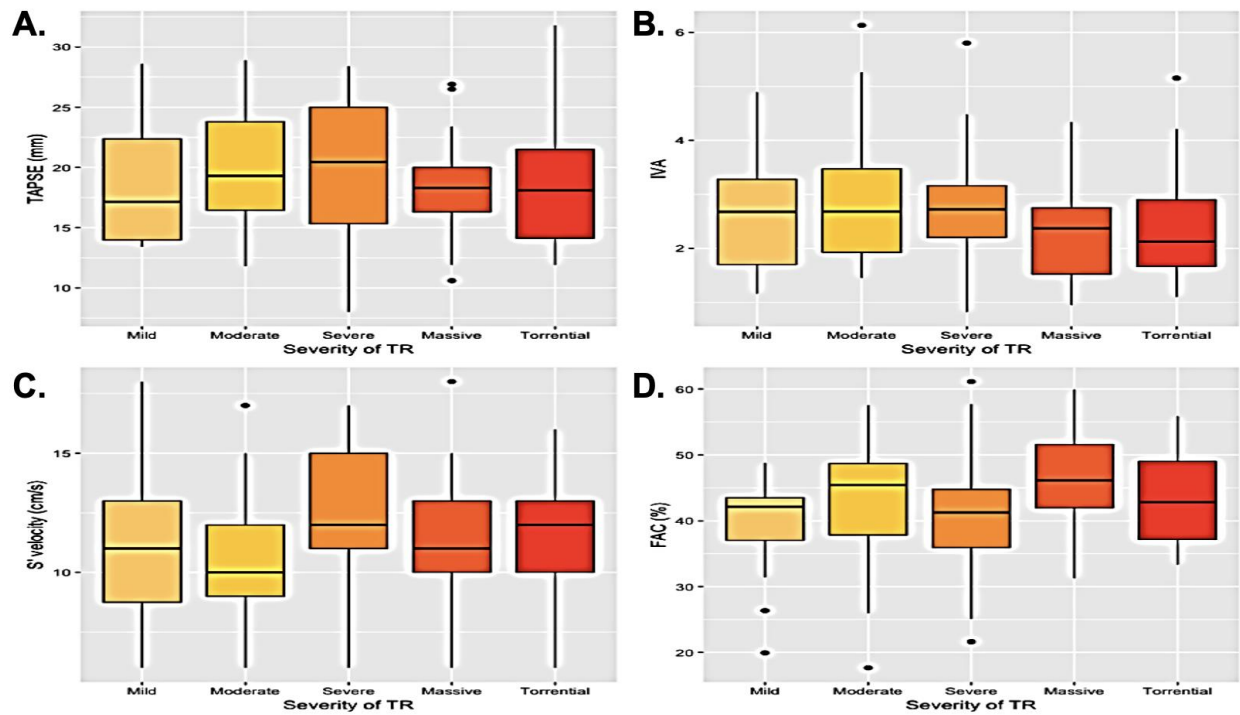 A.
TAPSE (mm)
30
25
20
15
10
Mild Moderate Severe Massive Torrential
Severity of TR
B.
IVA
6
4
2
Mild Moderate Severe Massive Torrential
Severity of TR
C.
S' velocity (cm/s)
15
10
Mild Moderate Severe Massive Torrential
Severity of TR
D.
FAC (%)
60
50
40
30
20
Mild Moderate Severe Massive Torrential
Severity of TR